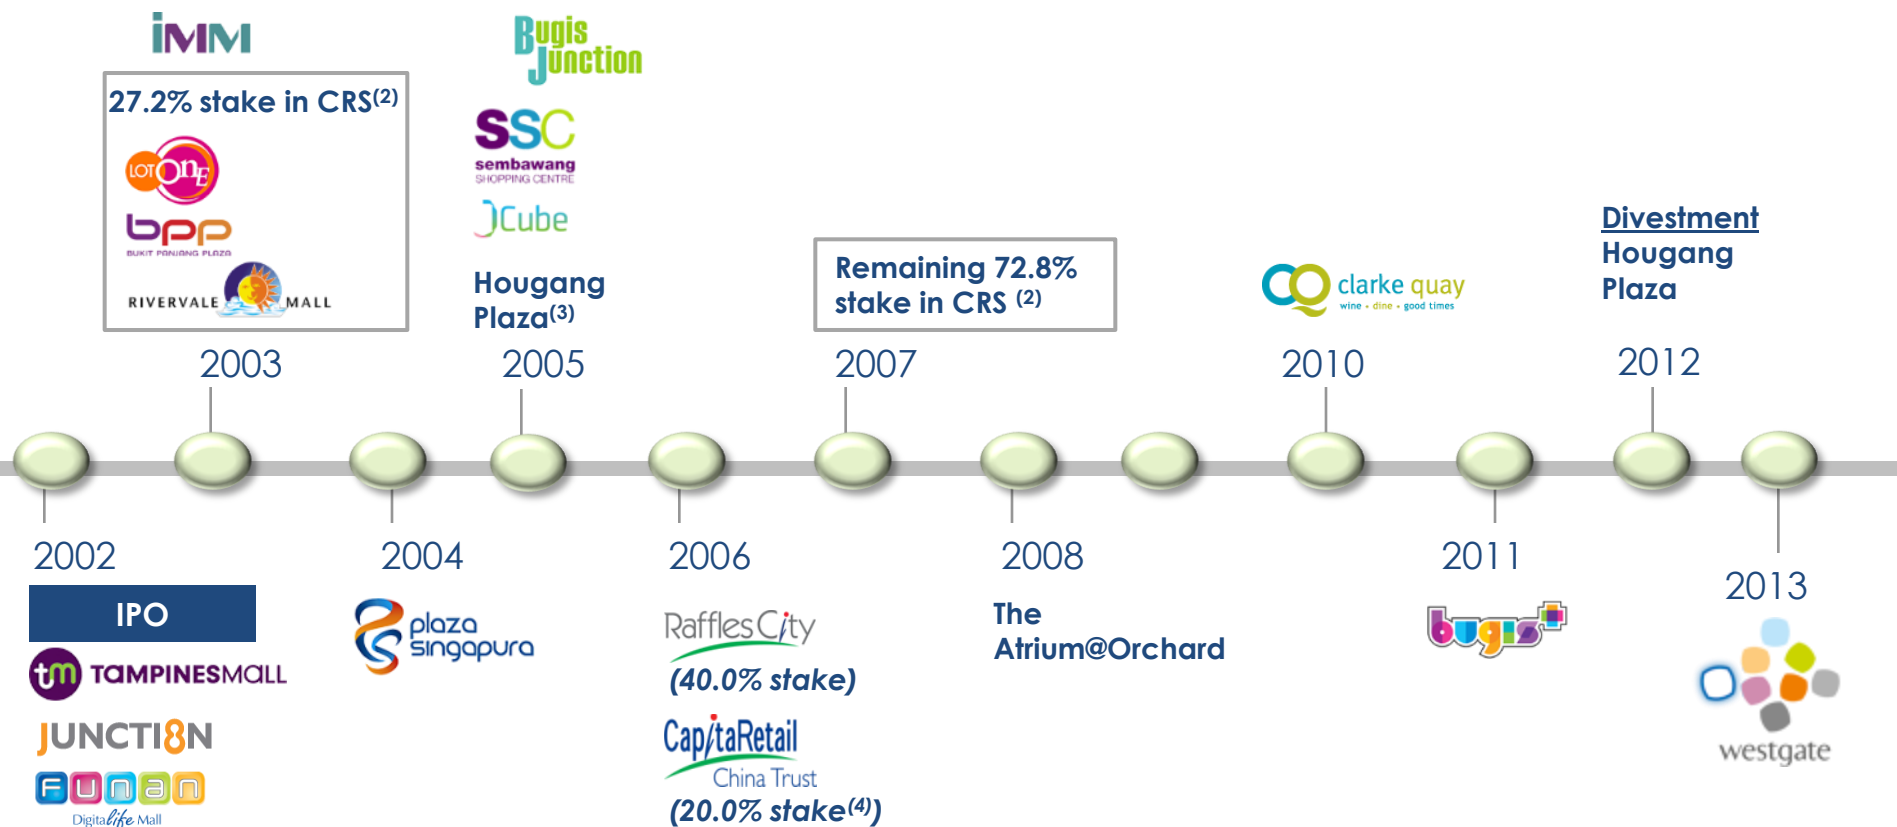 iMM
27.2% stake in CRS(2)
LOT OnE
bpp
BUKIT PANJANG PLAZA
RIVERVALE MALL
2003
Bugis
Junction
SSC
sembawang
SHOPPING CENTRE
JCube
Hougang
Plaza(3)
2005
Remaining 72.8%
stake in CRS (2)
2007
clarke quay
wine • dine • good times
2010
Divestment
Hougang
Plaza
2012
2002
IPO
tm TAMPINESMALL
JUNCTI8N
Funan
Digitalife Mall
2004
plaza
singapura
2006
Raffles City
(40.0% stake)
CapitaRetail
China Trust
(20.0% stake(4))
2008
The
Atrium@Orchard
2011
bugis+
2013
westgate